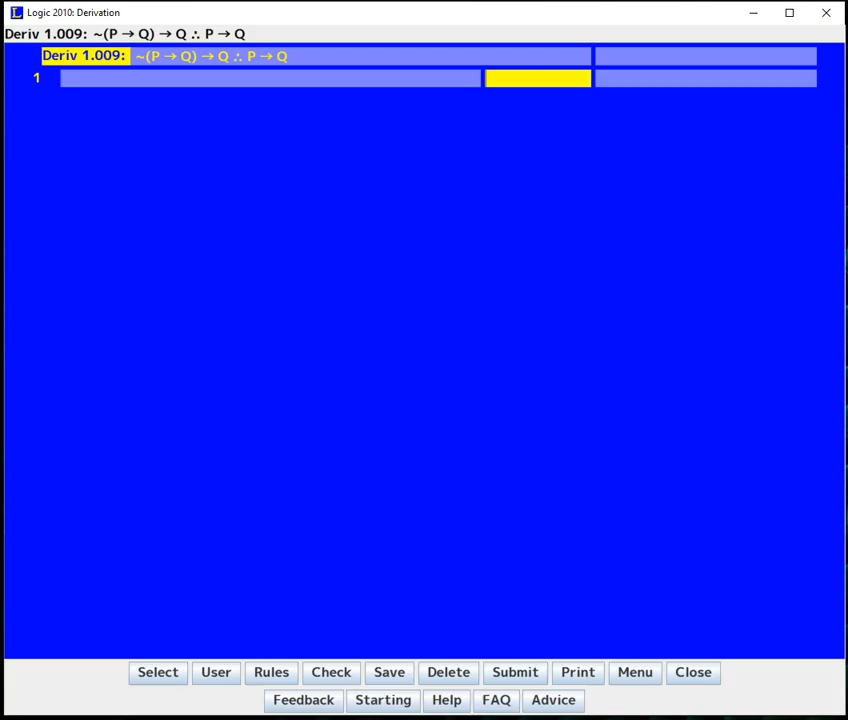 Logic 2010: Derivation
Deriv 1.009: ~(P → Q) → Q ∴ P → Q
Deriv 1.009: ~(P → Q) → Q ∴ P → Q
1
Select User Rules Check Save Delete Submit Print Menu Close
Feedback Starting Help FAQ Advice